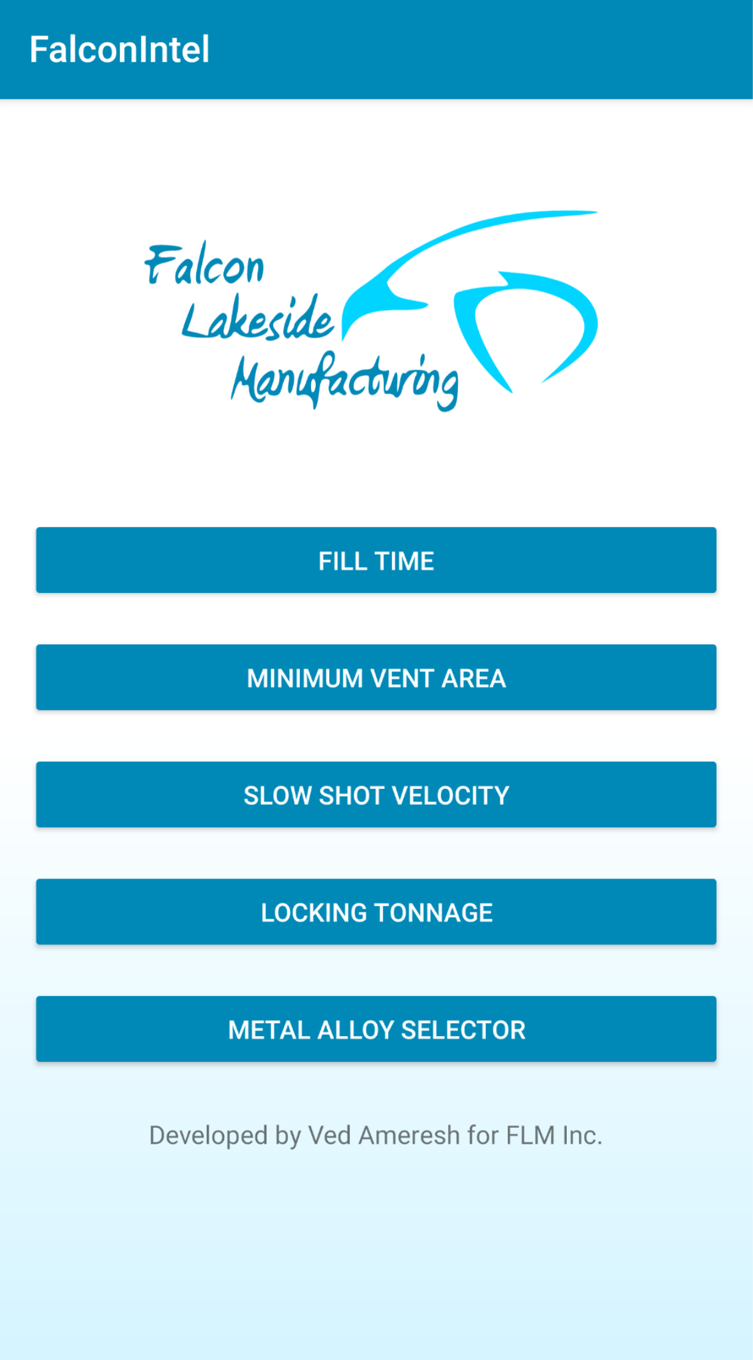 FalconIntel
Falcon
Lakeside
Manufacturing
FILL TIME
MINIMUM VENT AREA
SLOW SHOT VELOCITY
LOCKING TONNAGE
METAL ALLOY SELECTOR
Developed by Ved Ameresh for FLM Inc.